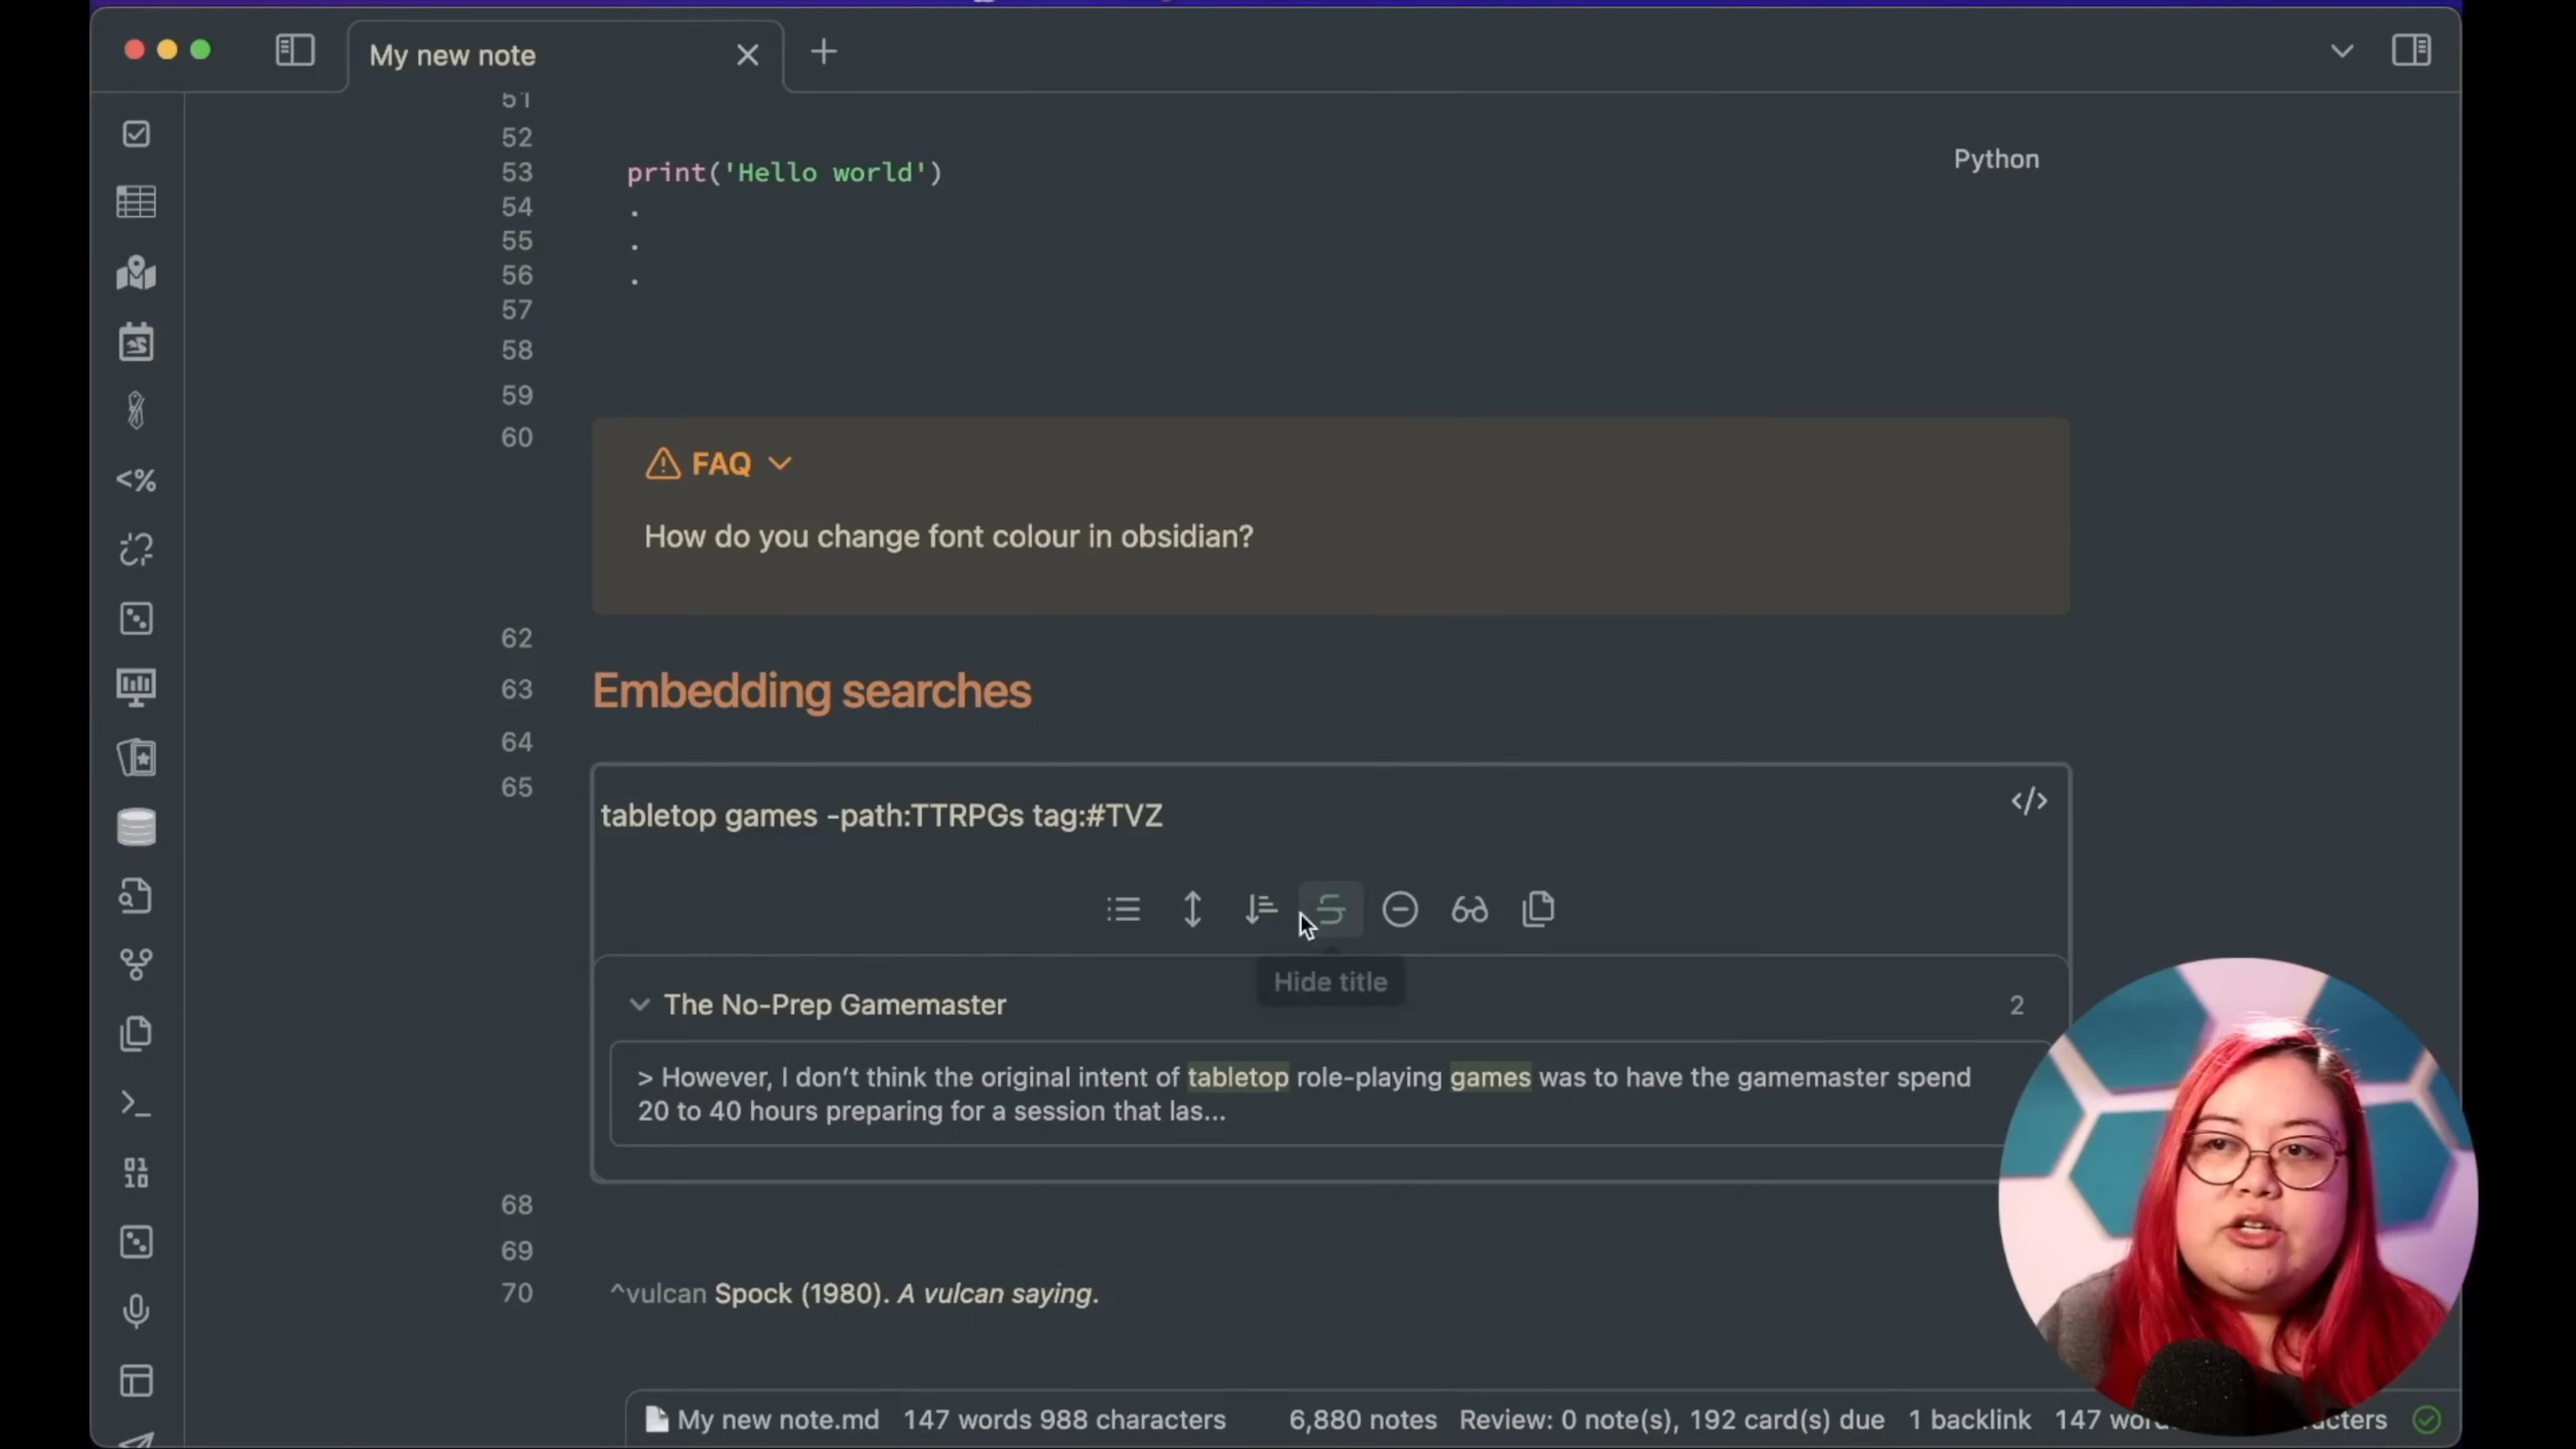 My new note
51
52
53 print('Hello world')
Python
54 .
55 .
56 .
57
58
59
60
FAQ
How do you change font colour in obsidian?
62
63 Embedding searches
64
65
tabletop games -path:TTRPGs tag:#TVZ
</>
Hide title
The No-Prep Gamemaster 2
> However, I don't think the original intent of tabletop role-playing games was to have the gamemaster spend
20 to 40 hours preparing for a session that las...
68
69
70 ^vulcan Spock (1980). A vulcan saying.
<%
>_
01
10
My new note.md 147 words 988 characters 6,880 notes Review: 0 note(s), 192 card(s) due 1 backlink 147